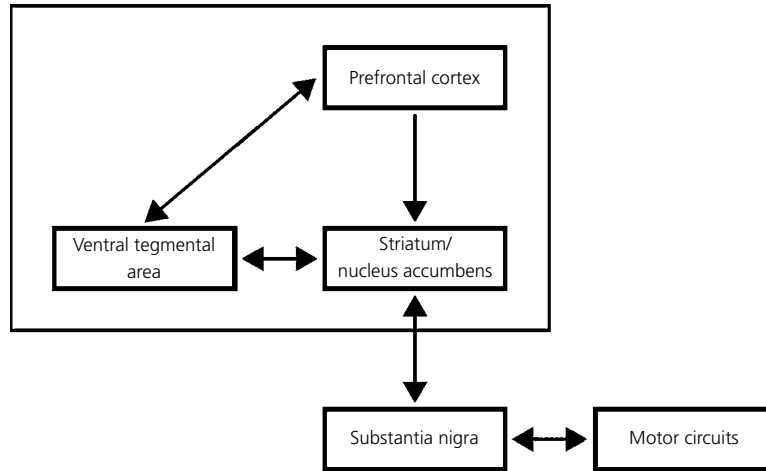 Prefrontal cortex
Ventral tegmental
area
Striatum/
nucleus accumbens
Substantia nigra
Motor circuits